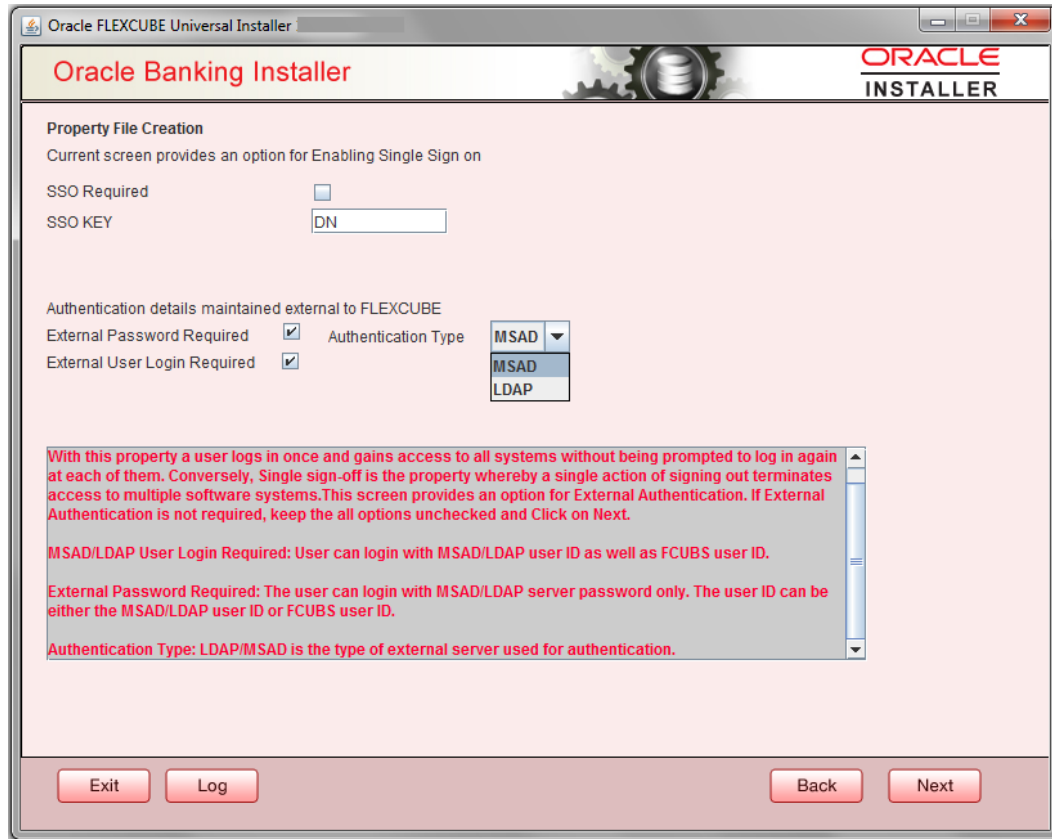 Oracle FLEXCUBE Universal Installer
Oracle Banking Installer
ORACLE
INSTALLER
Property File Creation
Current screen provides an option for Enabling Single Sign on
SSO Required
SSO KEY DN
Authentication details maintained external to FLEXCUBE
External Password Required Authentication Type MSAD
External User Login Required MSAD
LDAP
With this property a user logs in once and gains access to all systems without being prompted to log in again
at each of them. Conversely, Single sign-off is the property whereby a single action of signing out terminates
access to multiple software systems.This screen provides an option for External Authentication. If External
Authentication is not required, keep the all options unchecked and Click on Next.
MSAD/LDAP User Login Required: User can login with MSAD/LDAP user ID as well as FCUBS user ID.
External Password Required: The user can login with MSAD/LDAP server password only. The user ID can be
either the MSAD/LDAP user ID or FCUBS user ID.
Authentication Type: LDAP/MSAD is the type of external server used for authentication.
Exit Log Back Next